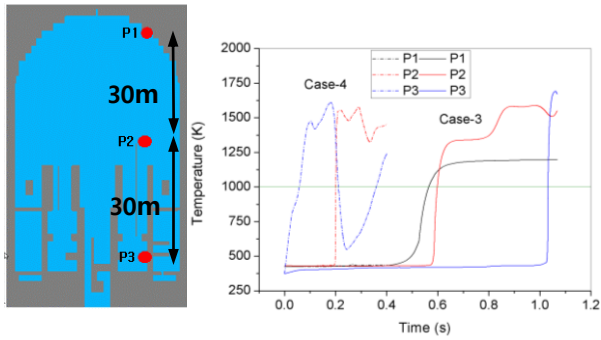 P1
30m
P2
30m
P3
2000
1750
1500
1250
1000
750
500
250
Temperature (K)
P1 P1
P2 P2
P3 P3
Case-4
Case-3
0.0 0.2 0.4 0.6 0.8 1.0 1.2
Time (s)